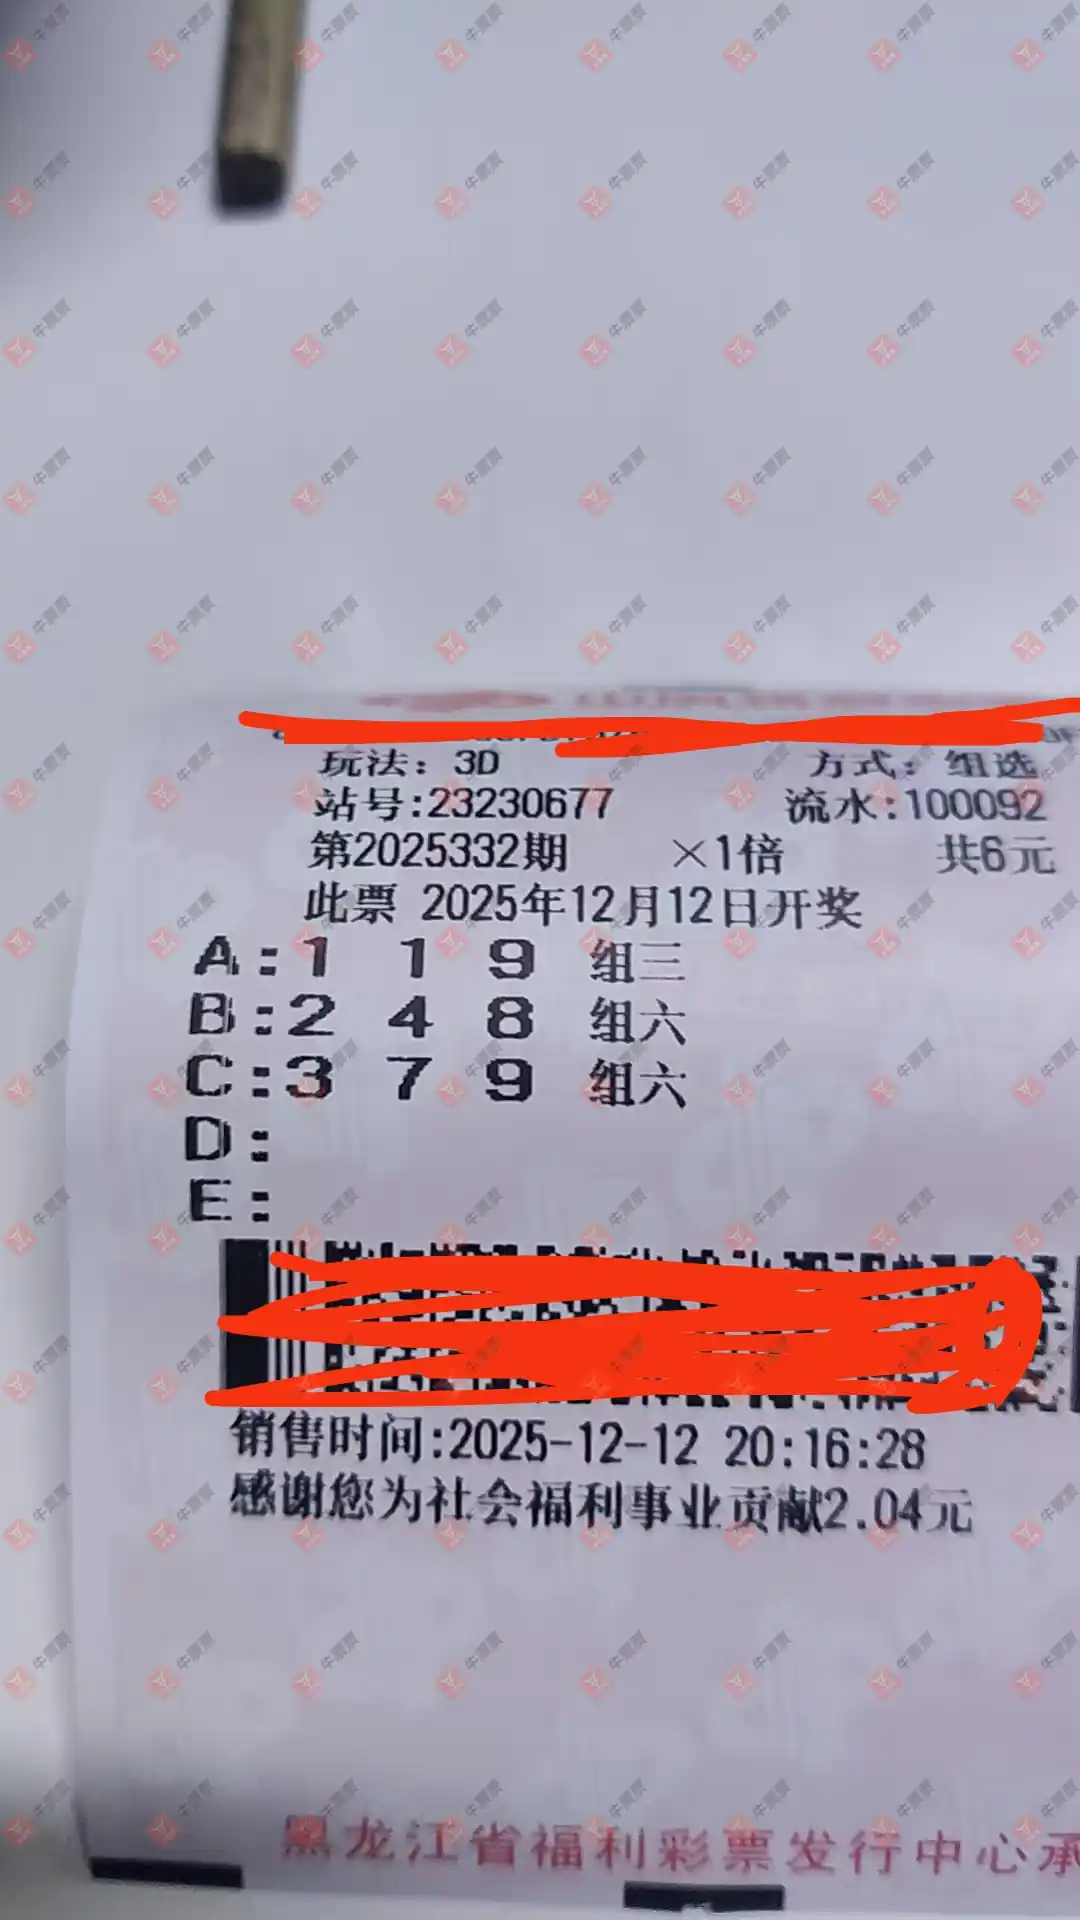 玩法：3D 方式：组选
站号:23230677 流水:100092
第2025332期 ×1倍 共6元
此票 2025年12月12日开奖
A:1 1 9 组三
B:2 4 8 组六
C:3 7 9 组六
D:
E:
销售时间:2025-12-12 20:16:28
感谢您为社会福利事业贡献2.04元
黑龙江省福利彩票发行中心承
牛票票